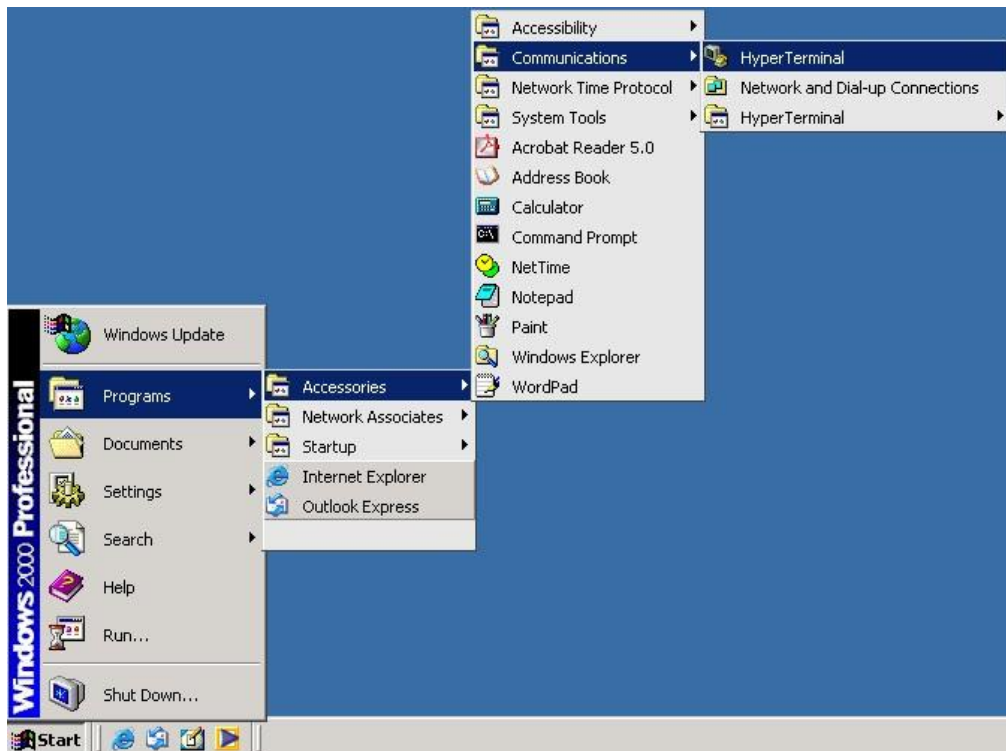 Accessibility
Communications
Network Time Protocol
System Tools
Acrobat Reader 5.0
Address Book
Calculator
Command Prompt
NetTime
Notepad
Paint
Windows Explorer
WordPad
HyperTerminal
Network and Dial-up Connections
HyperTerminal
Windows Update
Programs
Documents
Settings
Search
Help
Run...
Shut Down...
Accessories
Network Associates
Startup
Internet Explorer
Outlook Express
Windows 2000 Professional
Start